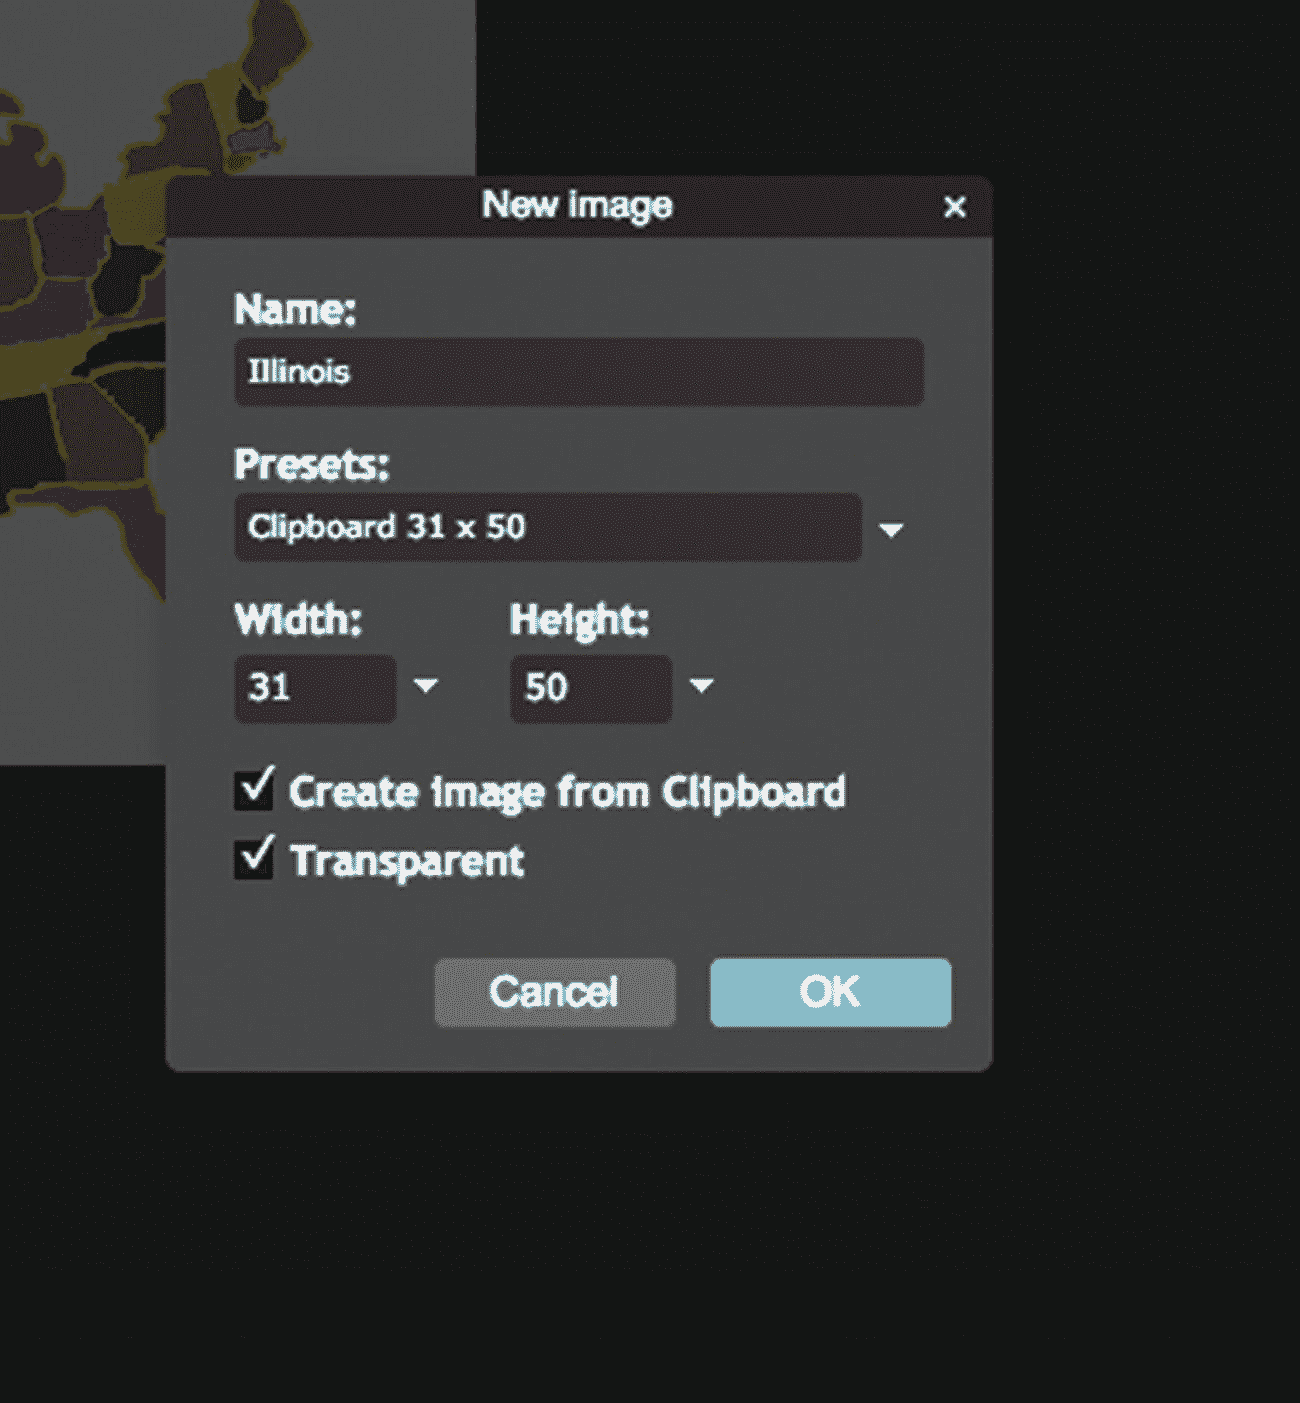 New image
Name:
Illinois
Presets:
Clipboard 31 x 50
Width:
Height:
31
50
Create image from Clipboard
Transparent
Cancel
OK